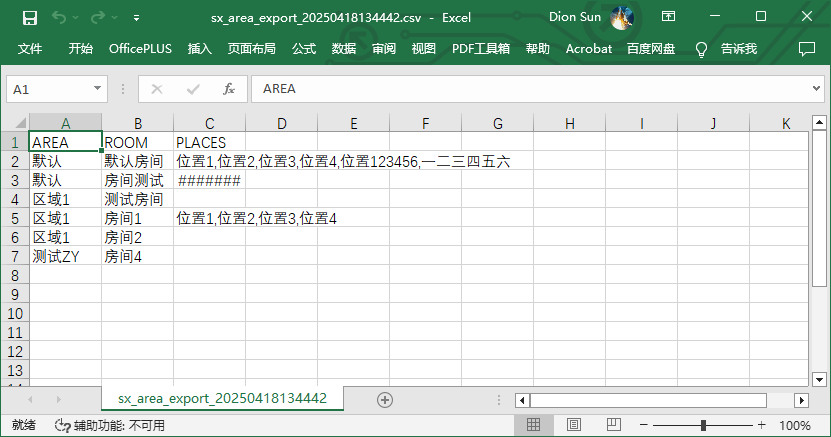 sx_area_export_20250418134442.csv - Excel
Dion Sun
文件 开始 OfficePLUS 插入 页面布局 公式 数据 审阅 视图 PDF工具箱 帮助 Acrobat 百度网盘 告诉我
A1 fx AREA
A B C D E F G H I J K
1 AREA ROOM PLACES
2 默认 默认房间 位置1,位置2,位置3,位置4,位置123456,一二三四五六
3 默认 房间测试 #######
4 区域1 测试房间
5 区域1 房间1 位置1,位置2,位置3,位置4
6 区域1 房间2
7 测试ZY 房间4
8
9
10
11
12
13
sx_area_export_20250418134442
就绪 辅助功能: 不可用 100%